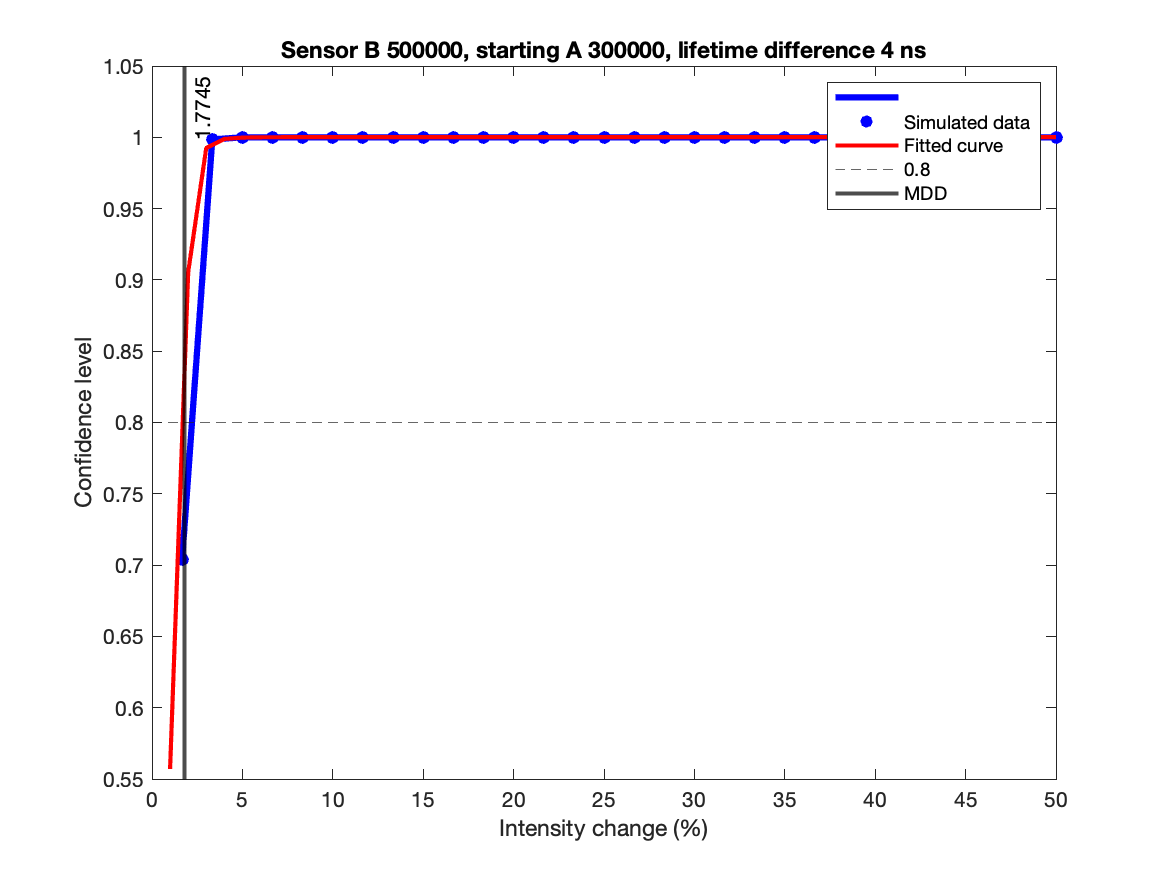 Sensor B 500000, starting A 300000, lifetime difference 4 ns
1.05
1
0.95
0.9
0.85
0.8
0.75
0.7
0.65
0.6
0.55
Confidence level
1.7745
Simulated data
Fitted curve
0.8
MDD
0 5 10 15 20 25 30 35 40 45 50
Intensity change (%)